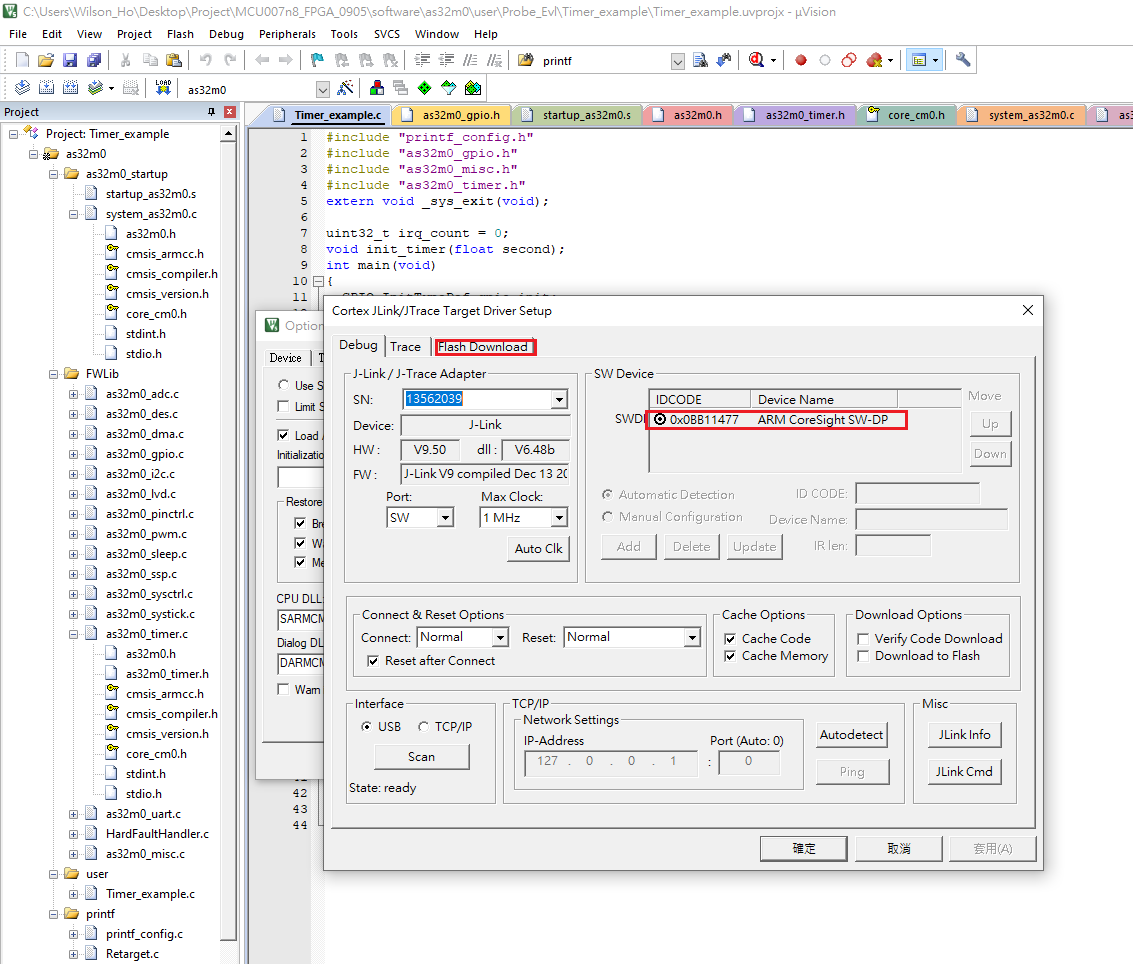 C:\Users\Wilson_Ho\Desktop\Project\MCU007n8_FPGA_0905\software\as32m0\user\Probe_Evl\Timer_example\Timer_example.uvprojx - µVision
File Edit View Project Flash Debug Peripherals Tools SVCS Window Help
printf
LOAD
as32m0
Project
Project: Timer_example
as32m0
as32m0_startup
startup_as32m0.s
system_as32m0.c
as32m0.h
cmsis_armcc.h
cmsis_compiler.h
cmsis_version.h
core_cm0.h
stdint.h
stdio.h
FWLib
as32m0_adc.c
as32m0_des.c
as32m0_dma.c
as32m0_gpio.c
as32m0_i2c.c
as32m0_lvd.c
as32m0_pinctrl.c
as32m0_pwm.c
as32m0_sleep.c
as32m0_ssp.c
as32m0_sysctrl.c
as32m0_systick.c
as32m0_timer.c
as32m0.h
as32m0_timer.h
cmsis_armcc.h
cmsis_compiler.h
cmsis_version.h
core_cm0.h
stdint.h
stdio.h
as32m0_uart.c
HardFaultHandler.c
as32m0_misc.c
user
Timer_example.c
printf
printf_config.c
Retarget.c
Timer_example.c as32m0_gpio.h startup_as32m0.s as32m0.h as32m0_timer.h core_cm0.h system_as32m0.c as3
1 #include "printf_config.h"
2 #include "as32m0_gpio.h"
3 #include "as32m0_misc.h"
4 #include "as32m0_timer.h"
5 extern void _sys_exit(void);
6
7 uint32_t irq_count = 0;
8 void init_timer(float second);
9 int main(void)
10 {
11
42
43
44
Option
Device T
Use S
Limit S
Load A
Initialization
Restore
Bre
Wa
Me
CPU DLL:
SARMCM
Dialog DL
DARMCM
Warn
Cortex JLink/JTrace Target Driver Setup
Debug Trace Flash Download
J-Link / J-Trace Adapter
SN: 13562039
Device: J-Link
HW : V9.50 dll : V6.48b
FW : J-Link V9 compiled Dec 13 20
Port: Max Clock:
SW 1 MHz
Auto Clk
SW Device
IDCODE Device Name Move
SWDI 0x0BB11477 ARM CoreSight SW-DP Up
Down
Automatic Detection ID CODE:
Manual Configuration Device Name:
Add Delete Update IR len:
Connect & Reset Options
Connect: Normal Reset: Normal
Reset after Connect
Cache Options
Cache Code
Cache Memory
Download Options
Verify Code Download
Download to Flash
Interface
USB TCP/IP
Scan
State: ready
TCP/IP
Network Settings
IP-Address Port (Auto: 0)
127 . 0 . 0 . 1 : 0
Autodetect
Ping
Misc
JLink Info
JLink Cmd
確定 取消 套用(A)